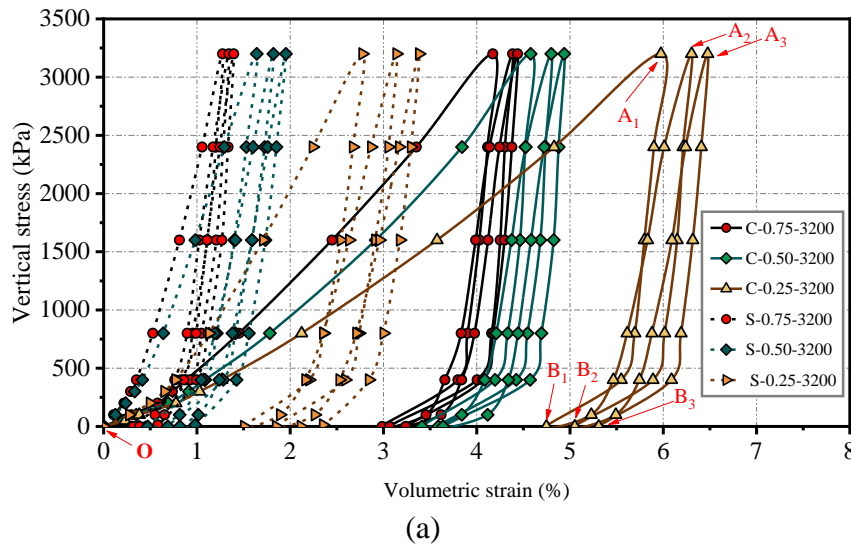 3500
3000
2500
2000
1500
1000
500
300
100
0
Vertical stress (kPa)
A₂
A₃
A₁
C-0.75-3200
C-0.50-3200
C-0.25-3200
S-0.75-3200
S-0.50-3200
S-0.25-3200
B₁
B₂
B₃
O
0 1 2 3 4 5 6 7 8
Volumetric strain (%)
(a)